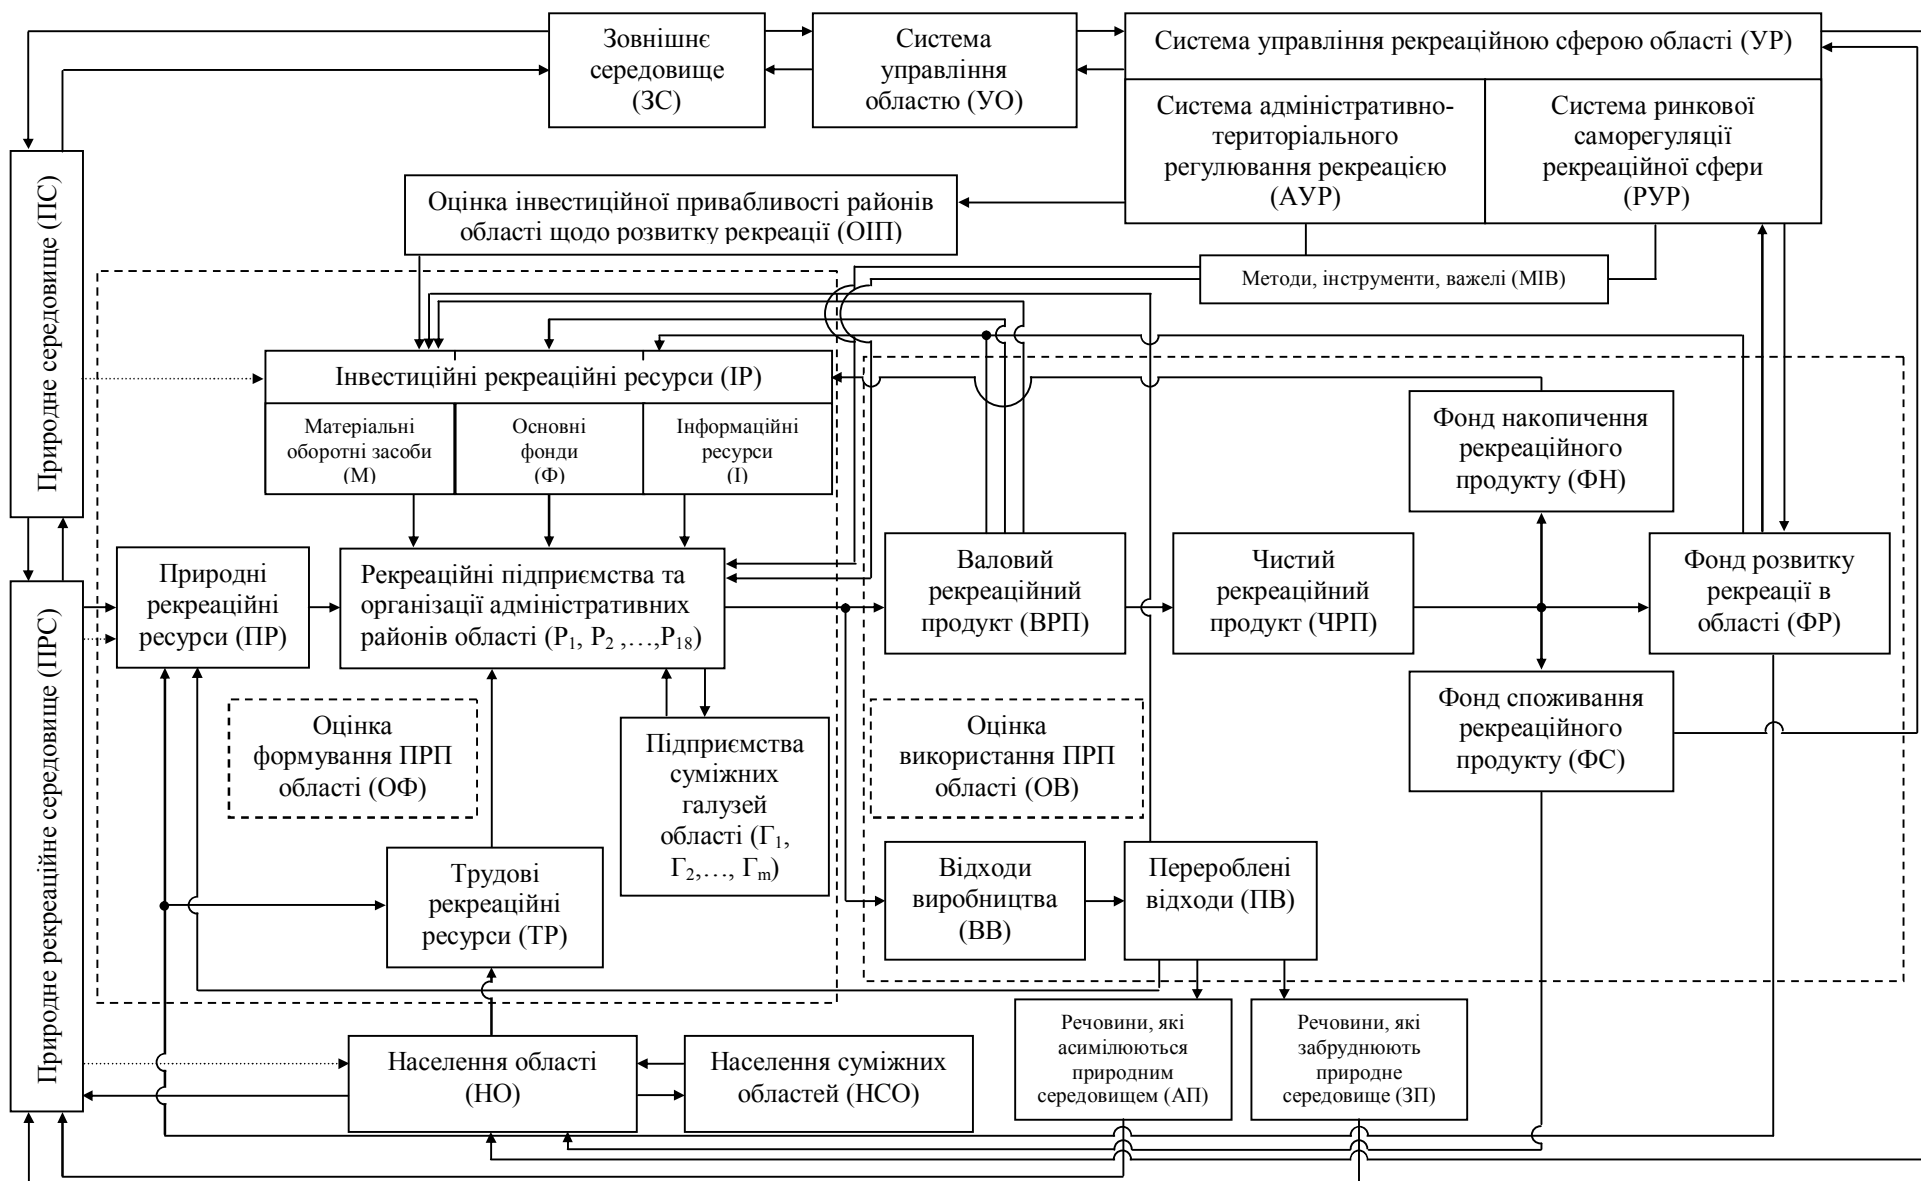 Зовнішнє
середовище
(ЗС)
Система
управління
областю (УО)
Система управління рекреаційною сферою області (УР)
Система адміністративно-
територіального
регулювання рекреацією
(АУР)
Система ринкової
саморегуляції
рекреаційної сфери
(РУР)
Природне середовище (ПС)
Оцінка інвестиційної привабливості районів
області щодо розвитку рекреації (ОІП)
Методи, інструменти, важелі (МІВ)
Інвестиційні рекреаційні ресурси (ІР)
Матеріальні
оборотні засоби
(М)
Основні
фонди
(Ф)
Інформаційні
ресурси
(І)
Фонд накопичення
рекреаційного
продукту (ФН)
Природне рекреаційне середовище (ПРС)
Природні
рекреаційні
ресурси (ПР)
Рекреаційні підприємства та
організації адміністративних
районів області (Р1, Р2 ,…,Р18)
Валовий
рекреаційний
продукт (ВРП)
Чистий
рекреаційний
продукт (ЧРП)
Фонд розвитку
рекреації в
області (ФР)
Оцінка
формування ПРП
області (ОФ)
Підприємства
суміжних
галузей
області (Г1,
Г2,…, Гm)
Оцінка
використання ПРП
області (ОВ)
Фонд споживання
рекреаційного
продукту (ФС)
Трудові
рекреаційні
ресурси (ТР)
Відходи
виробництва
(ВВ)
Перероблені
відходи (ПВ)
Населення області
(НО)
Населення суміжних
областей (НСО)
Речовини, які
асимілюються
природним
середовищем (АП)
Речовини, які
забруднюють
природне
середовище (ЗП)